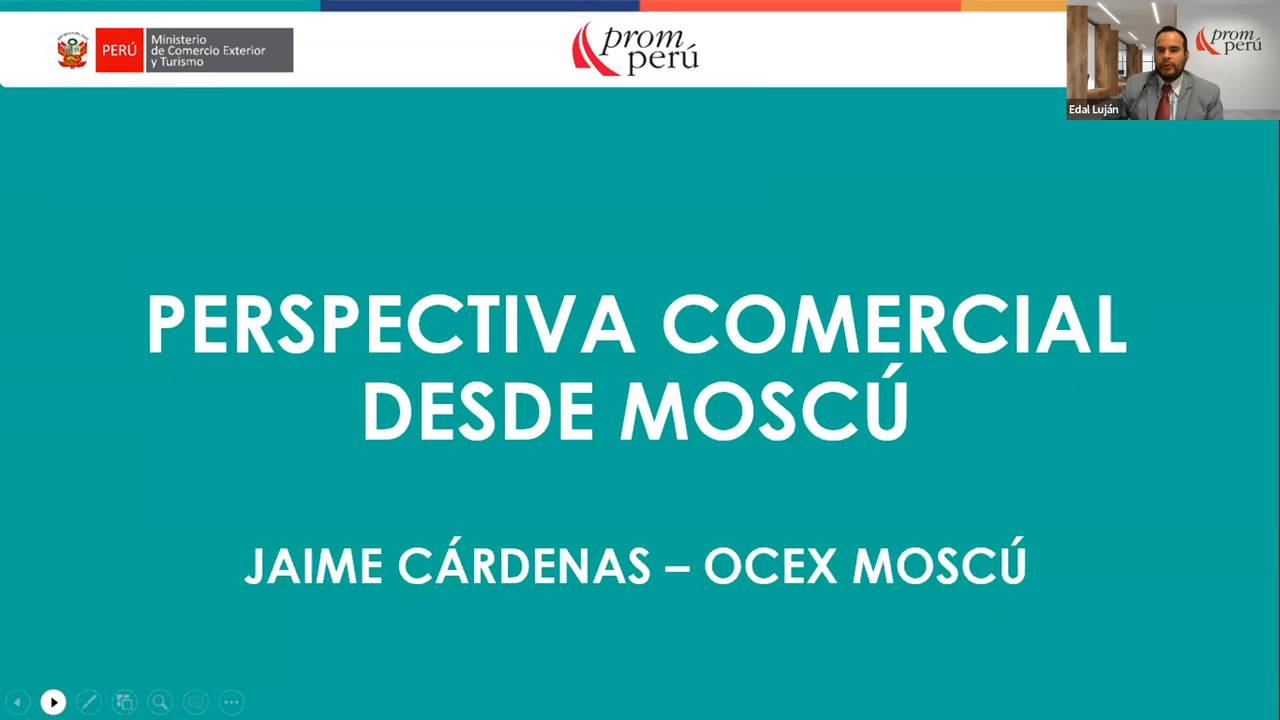 PERÚ
Ministerio
de Comercio Exterior
y Turismo
prom
perú
prom
perú
Edal Luján
PERSPECTIVA COMERCIAL
DESDE MOSCÚ
JAIME CÁRDENAS – OCEX MOSCÚ